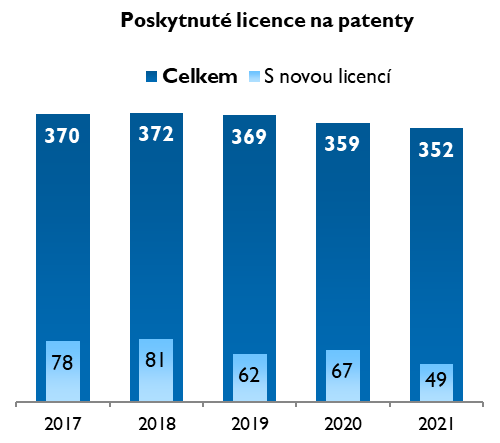 Poskytnuté licence na patenty
Celkem S novou licencí
370 372 369 359 352
78 81 62 67 49
2017 2018 2019 2020 2021